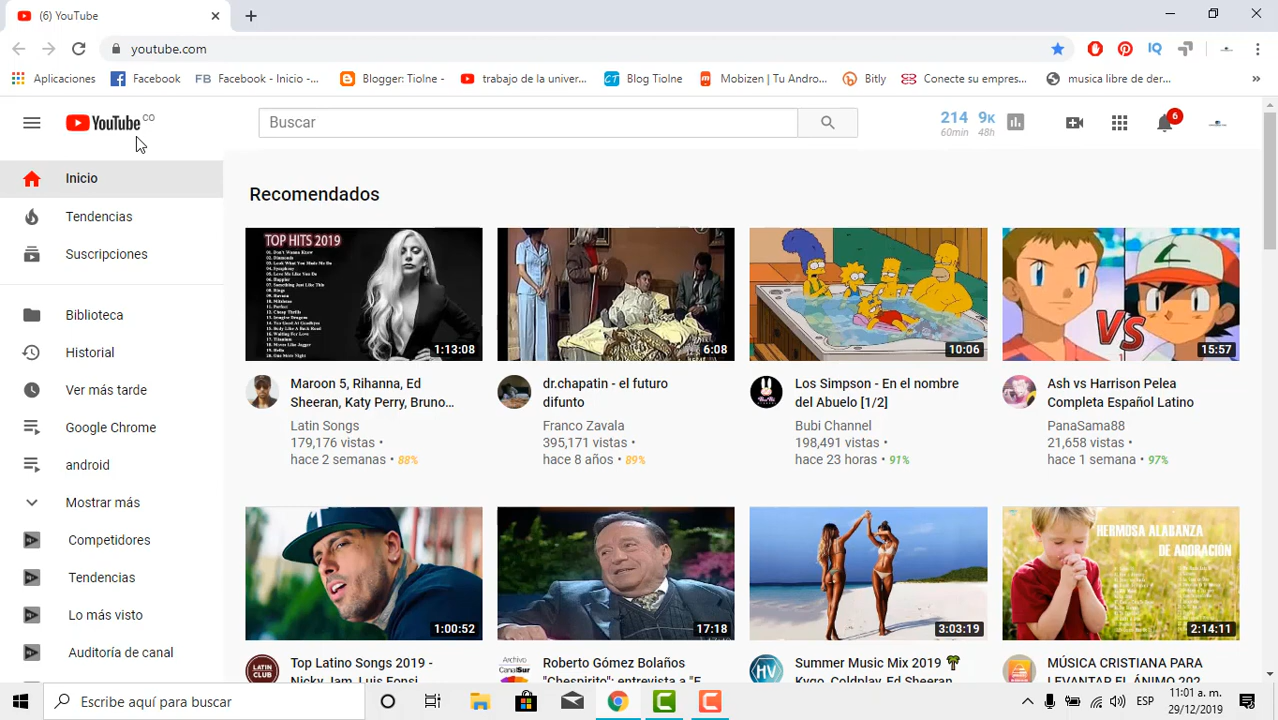 (6) YouTube
youtube.com
Aplicaciones
Facebook
FB Facebook - Inicio -...
Blogger: Tiolne -...
trabajo de la univer...
CT Blog Tiolne
Mobizen | Tu Andro...
Bitly
Conecte su empres...
musica libre de der...
»
YouTube CO
Buscar
214
60min
9K
48h
6
Inicio
Tendencias
Suscripciones
Biblioteca
Historial
Ver más tarde
Google Chrome
android
Mostrar más
Competidores
Tendencias
Lo más visto
Auditoría de canal
Recomendados
TOP HITS 2019
1:13:08
Maroon 5, Rihanna, Ed
Sheeran, Katy Perry, Bruno...
Latin Songs
179,176 vistas •
hace 2 semanas • 88%
6:08
dr.chapatin - el futuro
difunto
Franco Zavala
395,171 vistas •
hace 8 años • 89%
10:06
Los Simpson - En el nombre
del Abuelo [1/2]
Bubi Channel
198,491 vistas •
hace 23 horas • 91%
VS
15:57
Ash vs Harrison Pelea
Completa Español Latino
PanaSama88
21,658 vistas •
hace 1 semana • 97%
1:00:52
LATIN
CLUB
Top Latino Songs 2019 -
Nicky Jam, Luis Fonsi
17:18
Archivo
CanalSur
Roberto Gómez Bolaños
"Chespirito": entrevista a "E
3:03:19
HV
Summer Music Mix 2019
Kygo, Coldplay, Ed Sheeran
HERMOSA ALABANZA
DE ADORACIÓN
2:14:11
MÚSICA CRISTIANA PARA
LEVANTAR EL ÁNIMO 202
Escribe aquí para buscar
ESP
11:01 a. m.
29/12/2019